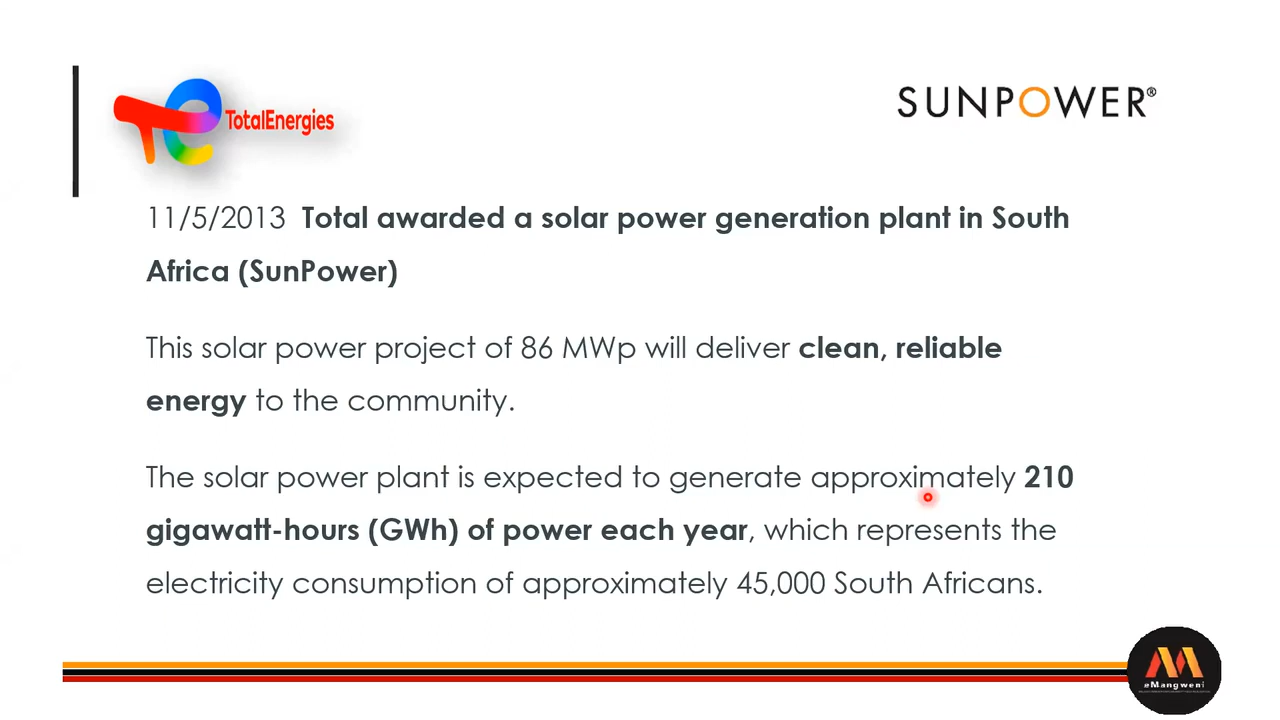 TotalEnergies
SUNPOWER®
11/5/2013 Total awarded a solar power generation plant in South
Africa (SunPower)
This solar power project of 86 MWp will deliver clean, reliable
energy to the community.
The solar power plant is expected to generate approximately 210
gigawatt-hours (GWh) of power each year, which represents the
electricity consumption of approximately 45,000 South Africans.
eMangweni